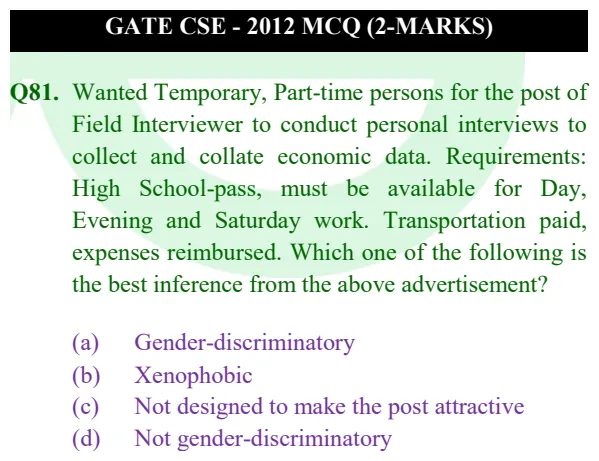 GATE CSE - 2012 MCQ (2-MARKS)
Q81. Wanted Temporary, Part-time persons for the post of
Field Interviewer to conduct personal interviews to
collect and collate economic data. Requirements:
High School-pass, must be available for Day,
Evening and Saturday work. Transportation paid,
expenses reimbursed. Which one of the following is
the best inference from the above advertisement?
(a) Gender-discriminatory
(b) Xenophobic
(c) Not designed to make the post attractive
(d) Not gender-discriminatory